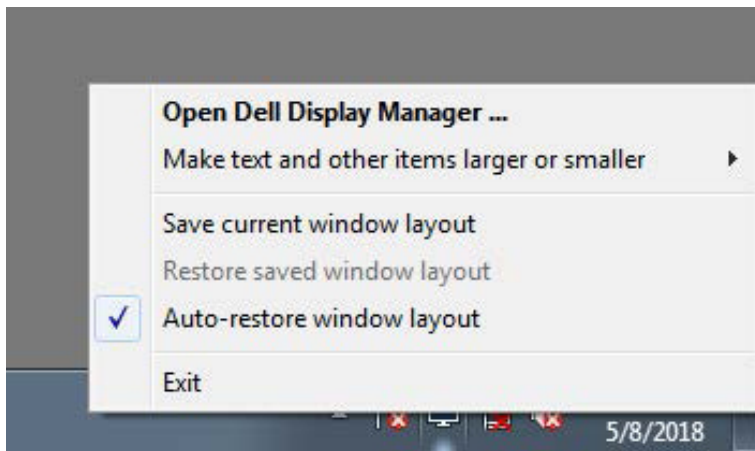 Open Dell Display Manager ...
Make text and other items larger or smaller
Save current window layout
Restore saved window layout
Auto-restore window layout
Exit
5/8/2018